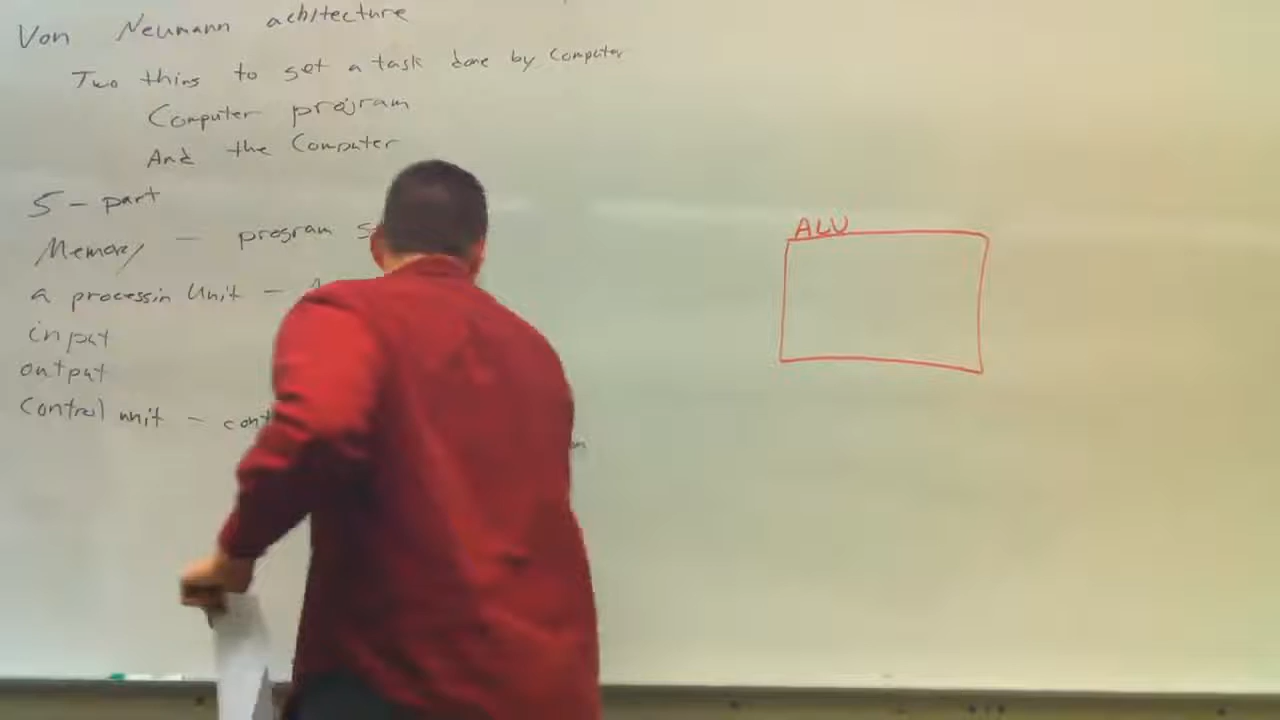 Von Neumann achitecture
Two thins to get a task done by Computer
Computer program
And the Computer
5 - part
Memory - program
a processin Unit -
input
output
Control unit - cont
ALU